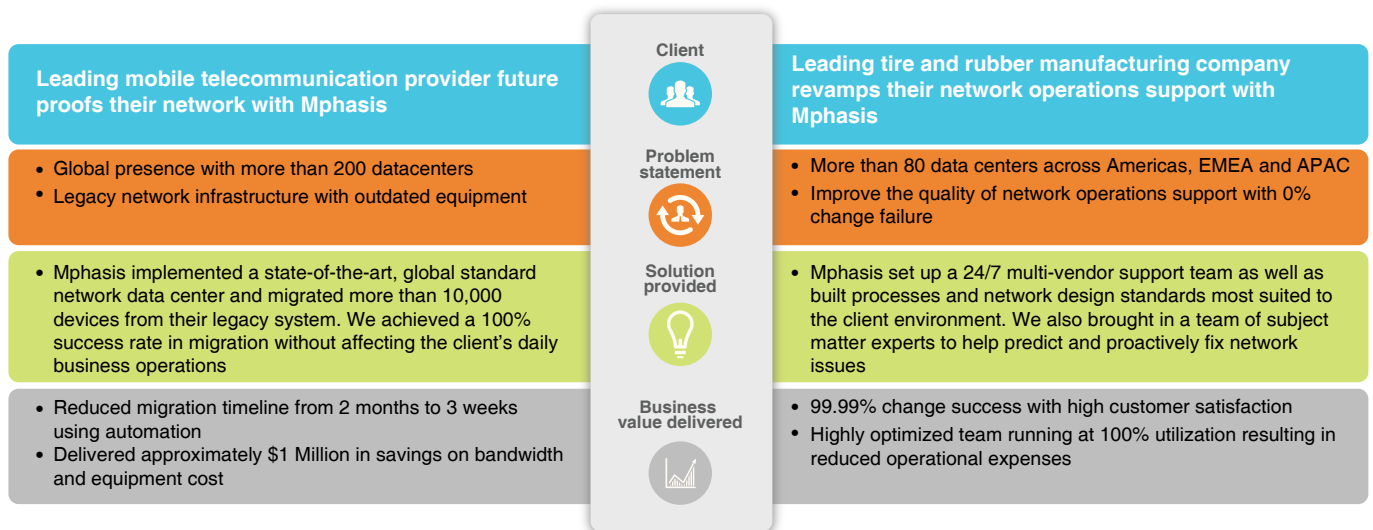 Client
Leading mobile telecommunication provider future
proofs their network with Mphasis
Leading tire and rubber manufacturing company
revamps their network operations support with
Mphasis
Problem
statement
• Global presence with more than 200 datacenters
• Legacy network infrastructure with outdated equipment
• More than 80 data centers across Americas, EMEA and APAC
• Improve the quality of network operations support with 0%
change failure
Solution
provided
• Mphasis implemented a state-of-the-art, global standard
network data center and migrated more than 10,000
devices from their legacy system. We achieved a 100%
success rate in migration without affecting the client's daily
business operations
• Mphasis set up a 24/7 multi-vendor support team as well as
built processes and network design standards most suited to
the client environment. We also brought in a team of subject
matter experts to help predict and proactively fix network
issues
Business
value delivered
• Reduced migration timeline from 2 months to 3 weeks
using automation
• Delivered approximately $1 Million in savings on bandwidth
and equipment cost
• 99.99% change success with high customer satisfaction
• Highly optimized team running at 100% utilization resulting in
reduced operational expenses